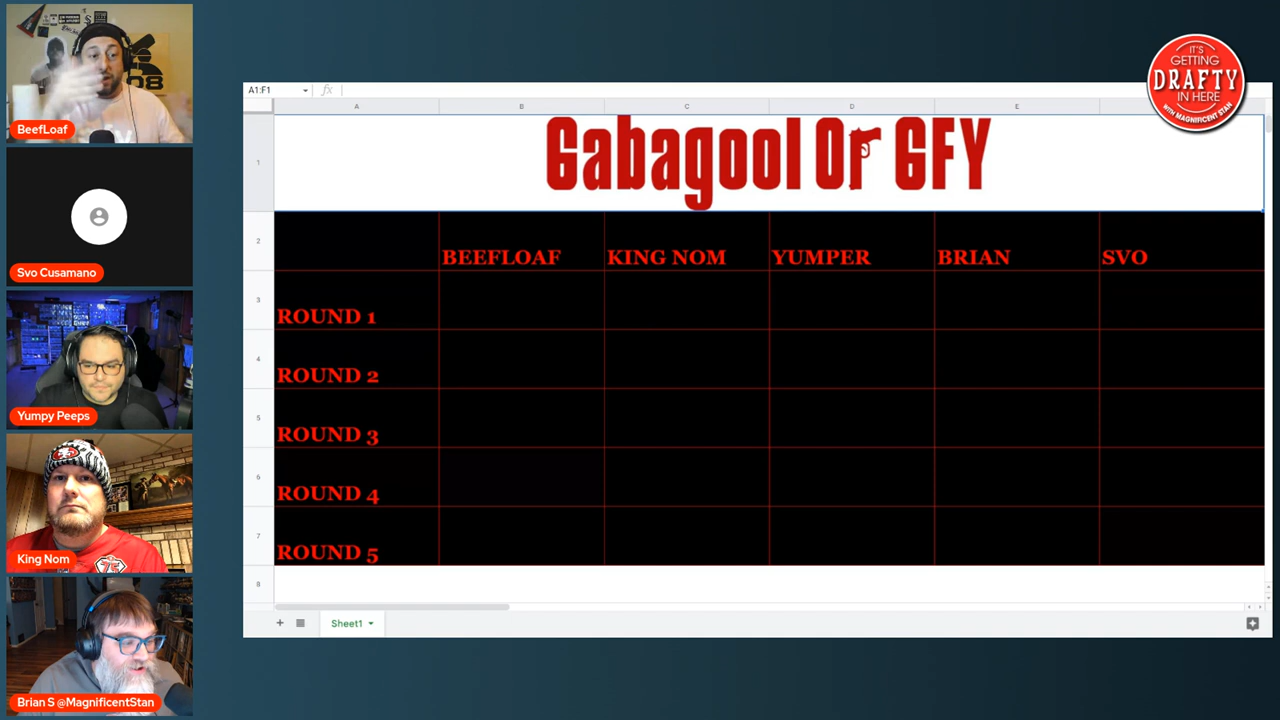 BeefLoaf
Svo Cusamano
Yumpy Peeps
King Nom
75
Brian S @MagnificentStan
IT'S
GETTING
DRAFTY
IN HERE
WITH MAGNIFICENT STAN
A1:F1
fx
A B C D E
1
Gabagool Or GFY
2 BEEFLOAF KING NOM YUMPER BRIAN SVO
3 ROUND 1
4 ROUND 2
5 ROUND 3
6 ROUND 4
7 ROUND 5
8
Sheet1